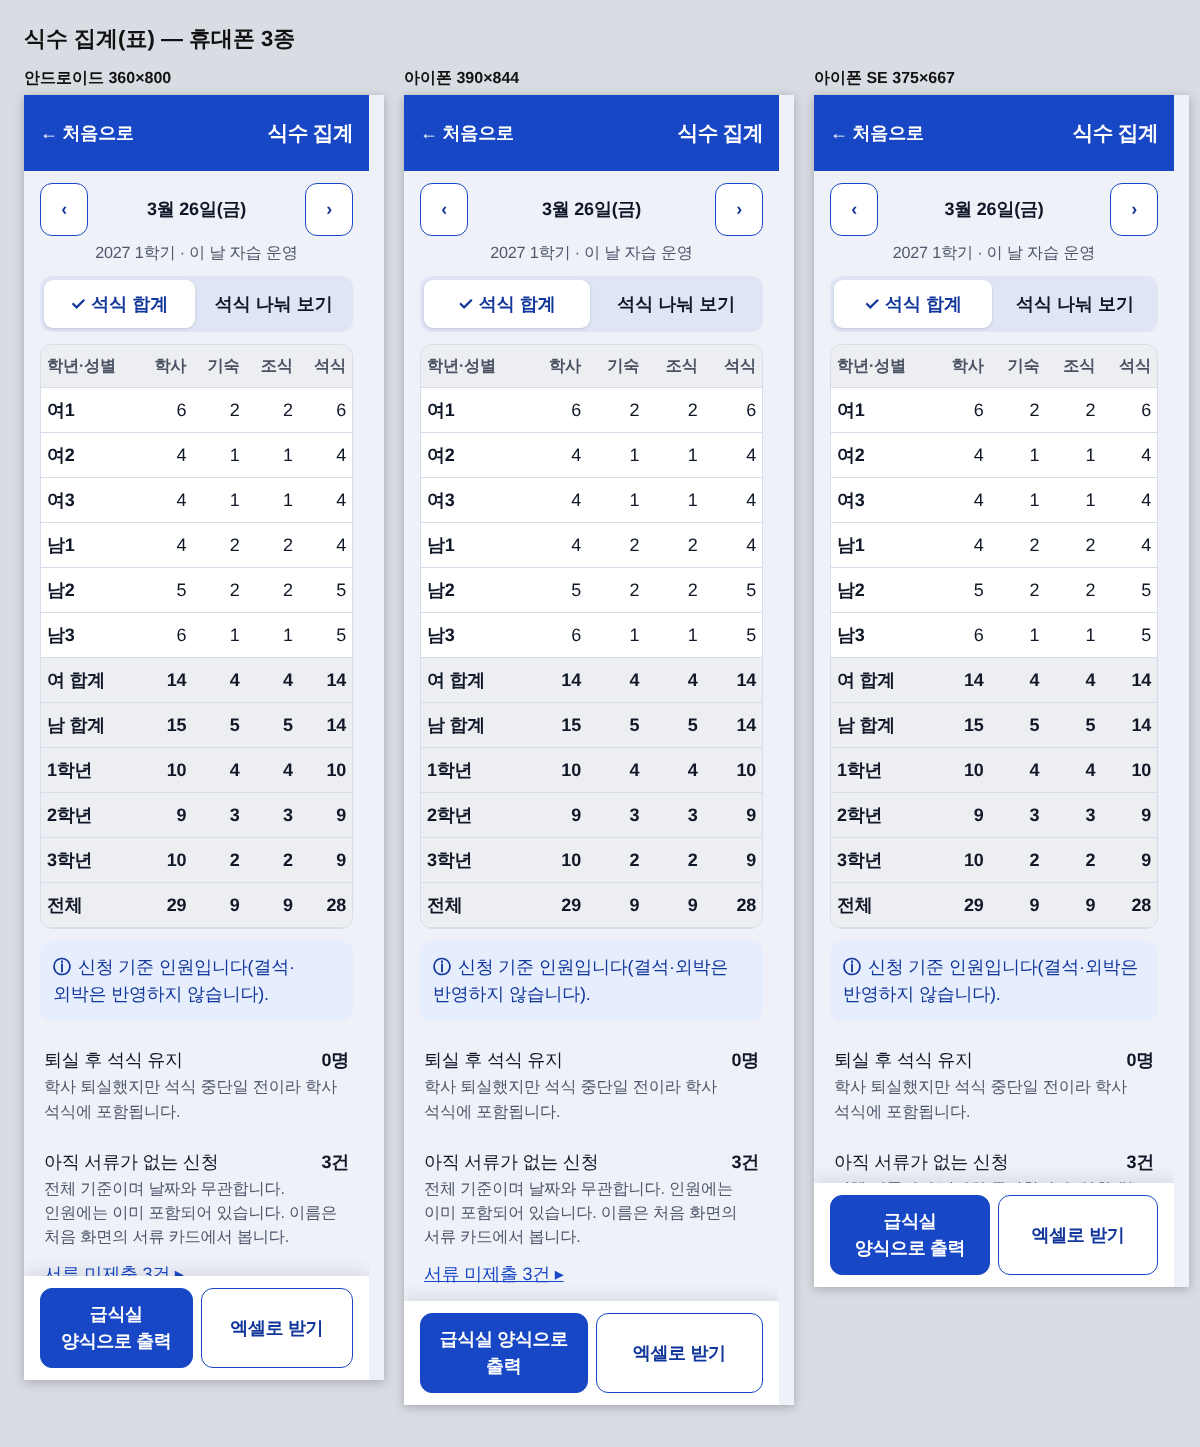 식수 집계(표) — 휴대폰 3종
안드로이드 360×800
← 처음으로 식수 집계
‹ 3월 26일(금) ›
2027 1학기 · 이 날 자습 운영
✓ 석식 합계 석식 나눠 보기
학년·성별 학사 기숙 조식 석식
여1 6 2 2 6
여2 4 1 1 4
여3 4 1 1 4
남1 4 2 2 4
남2 5 2 2 5
남3 6 1 1 5
여 합계 14 4 4 14
남 합계 15 5 5 14
1학년 10 4 4 10
2학년 9 3 3 9
3학년 10 2 2 9
전체 29 9 9 28
ⓘ 신청 기준 인원입니다(결석·
외박은 반영하지 않습니다).
퇴실 후 석식 유지 0명
학사 퇴실했지만 석식 중단일 전이라 학사
석식에 포함됩니다.
아직 서류가 없는 신청 3건
전체 기준이며 날짜와 무관합니다.
인원에는 이미 포함되어 있습니다. 이름은
처음 화면의 서류 카드에서 봅니다.
서류 미제출 3건 ▸
급식실
양식으로 출력
엑셀로 받기
아이폰 390×844
← 처음으로 식수 집계
‹ 3월 26일(금) ›
2027 1학기 · 이 날 자습 운영
✓ 석식 합계 석식 나눠 보기
학년·성별 학사 기숙 조식 석식
여1 6 2 2 6
여2 4 1 1 4
여3 4 1 1 4
남1 4 2 2 4
남2 5 2 2 5
남3 6 1 1 5
여 합계 14 4 4 14
남 합계 15 5 5 14
1학년 10 4 4 10
2학년 9 3 3 9
3학년 10 2 2 9
전체 29 9 9 28
ⓘ 신청 기준 인원입니다(결석·외박은
반영하지 않습니다).
퇴실 후 석식 유지 0명
학사 퇴실했지만 석식 중단일 전이라 학사
석식에 포함됩니다.
아직 서류가 없는 신청 3건
전체 기준이며 날짜와 무관합니다. 인원에는
이미 포함되어 있습니다. 이름은 처음 화면의
서류 카드에서 봅니다.
서류 미제출 3건 ▸
급식실 양식으로
출력
엑셀로 받기
아이폰 SE 375×667
← 처음으로 식수 집계
‹ 3월 26일(금) ›
2027 1학기 · 이 날 자습 운영
✓ 석식 합계 석식 나눠 보기
학년·성별 학사 기숙 조식 석식
여1 6 2 2 6
여2 4 1 1 4
여3 4 1 1 4
남1 4 2 2 4
남2 5 2 2 5
남3 6 1 1 5
여 합계 14 4 4 14
남 합계 15 5 5 14
1학년 10 4 4 10
2학년 9 3 3 9
3학년 10 2 2 9
전체 29 9 9 28
ⓘ 신청 기준 인원입니다(결석·외박은
반영하지 않습니다).
퇴실 후 석식 유지 0명
학사 퇴실했지만 석식 중단일 전이라 학사
석식에 포함됩니다.
아직 서류가 없는 신청 3건
급식실
양식으로 출력
엑셀로 받기